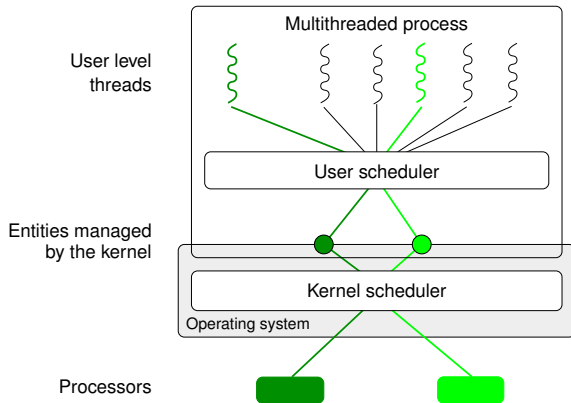 Multithreaded process
User level
threads
User scheduler
Entities managed
by the kernel
Kernel scheduler
Operating system
Processors